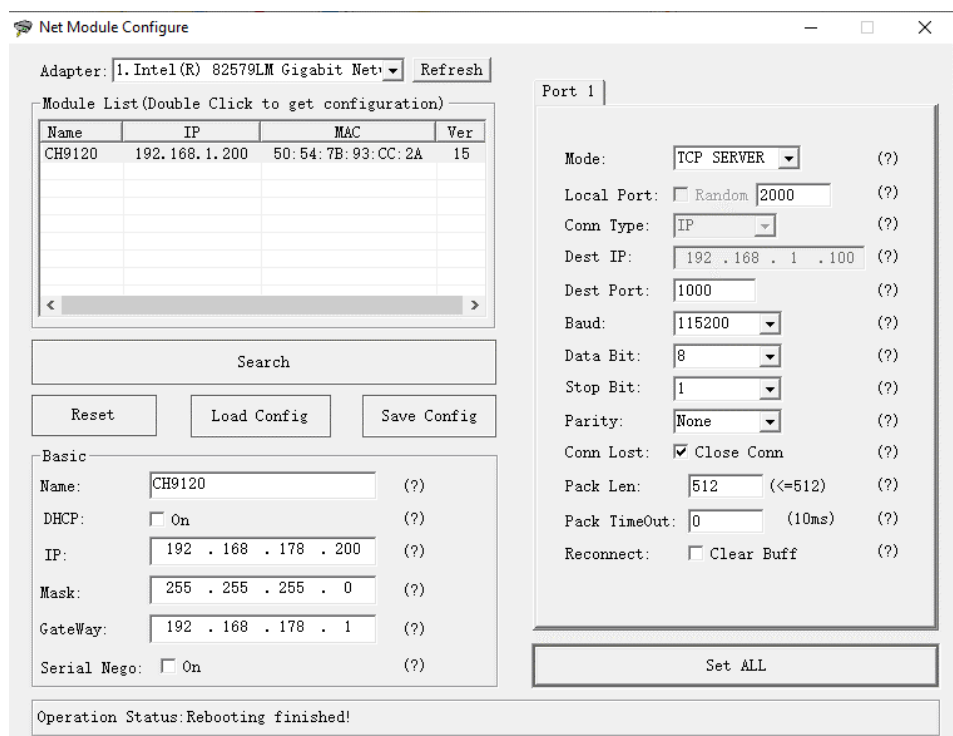 Net Module Configure
Adapter: 1.Intel(R) 82579LM Gigabit Net Refresh
Module List(Double Click to get configuration)
Name IP MAC Ver
CH9120 192.168.1.200 50:54:7B:93:CC:2A 15
Search
Reset Load Config Save Config
Basic
Name: CH9120 (?)
DHCP: On (?)
IP: 192 . 168 . 178 . 200 (?)
Mask: 255 . 255 . 255 . 0 (?)
GateWay: 192 . 168 . 178 . 1 (?)
Serial Nego: On (?)
Port 1
Mode: TCP SERVER (?)
Local Port: Random 2000 (?)
Conn Type: IP (?)
Dest IP: 192 . 168 . 1 . 100 (?)
Dest Port: 1000 (?)
Baud: 115200 (?)
Data Bit: 8 (?)
Stop Bit: 1 (?)
Parity: None (?)
Conn Lost: Close Conn (?)
Pack Len: 512 (<=512) (?)
Pack TimeOut: 0 (10ms) (?)
Reconnect: Clear Buff (?)
Set ALL
Operation Status:Rebooting finished!